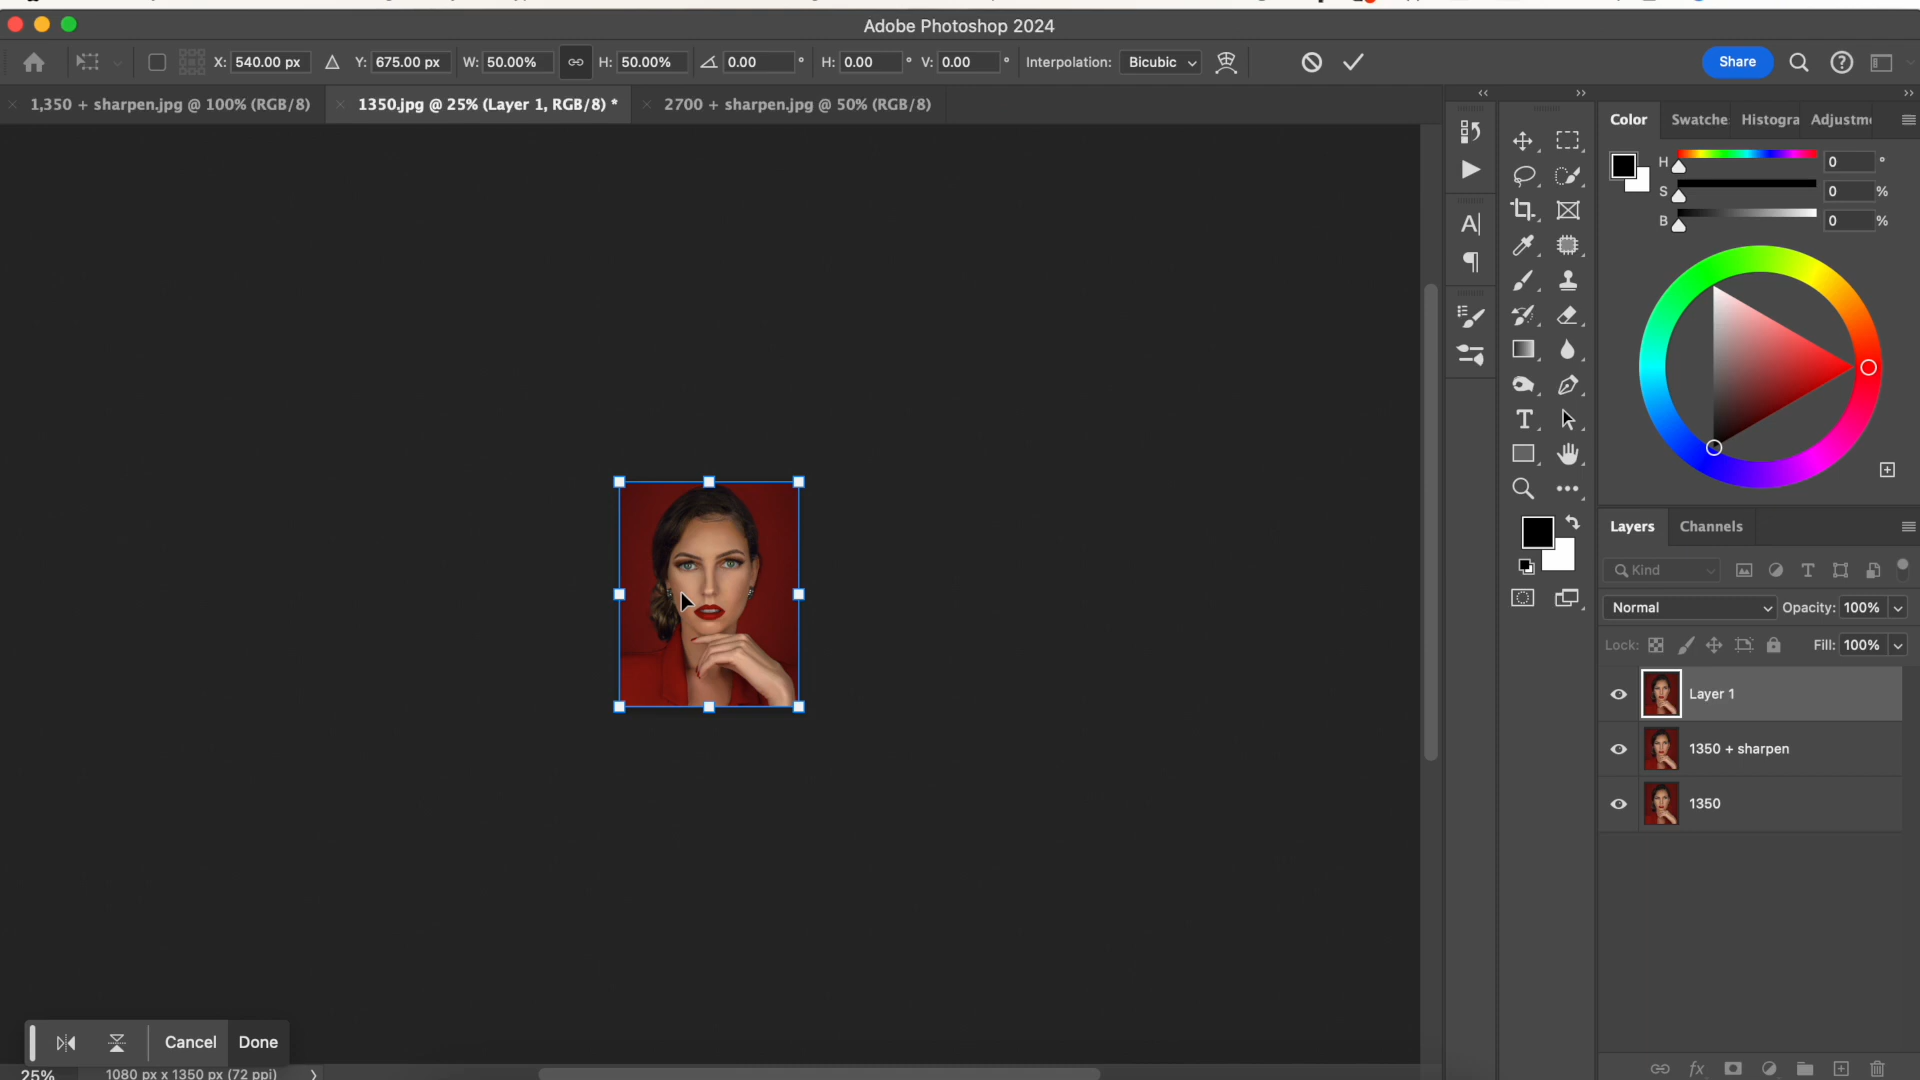 Adobe Photoshop 2024
X: 540.00 px Y: 675.00 px W: 50.00% H: 50.00% 0.00 ° H: 0.00 ° V: 0.00 ° Interpolation: Bicubic Share
1,350 + sharpen.jpg @ 100% (RGB/8) 1350.jpg @ 25% (Layer 1, RGB/8) * 2700 + sharpen.jpg @ 50% (RGB/8)
Color Swatche Histogra Adjustm
H 0 °
S 0 %
B 0 %
Layers Channels
Kind
Normal Opacity: 100%
Lock: Fill: 100%
Layer 1
1350 + sharpen
1350
Cancel Done
25% 1080 px x 1350 px (72 ppi)